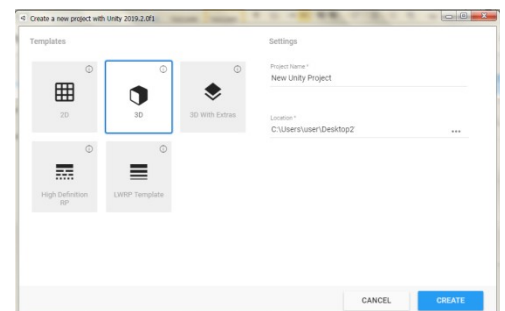 Create a new project with Unity 2019.2.0f1
Templates
Settings
2D
3D
3D With Extras
High Definition
RP
LWRP Template
Project Name *
New Unity Project
Location *
C:\Users\user\Desktop2
CANCEL
CREATE